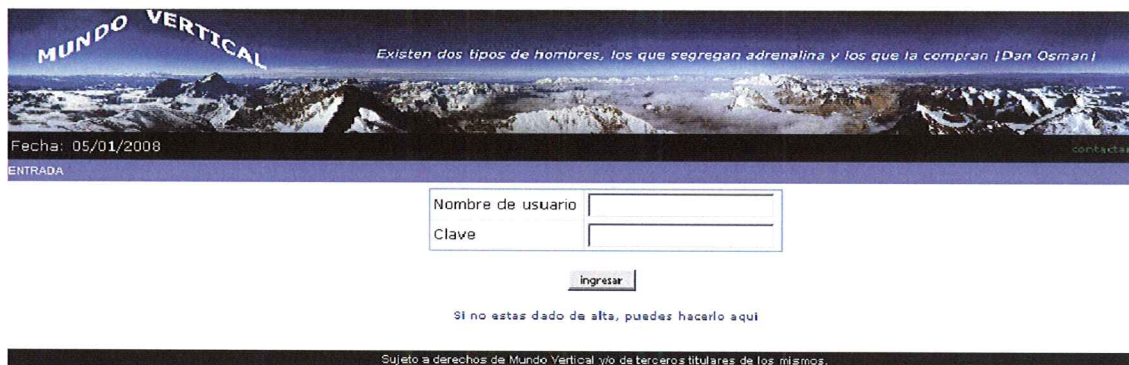 MUNDO VERTICAL
Existen dos tipos de hombres, los que segregan adrenalina y los que la compran ¡Dan Osman!
Fecha: 05/01/2008
contactar
ENTRADA
Nombre de usuario
Clave
ingresar
Si no estas dado de alta, puedes hacerlo aqui
Sujeto a derechos de Mundo Vertical y/o de terceros titulares de los mismos.